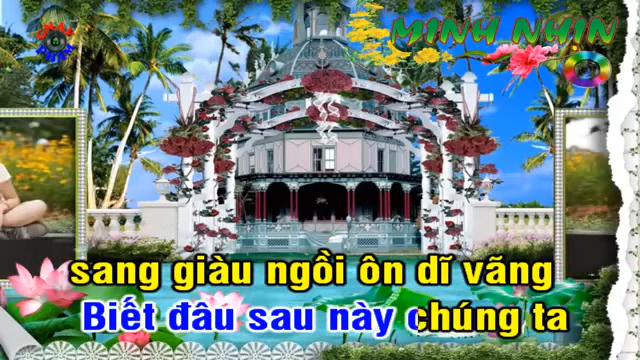 MINH NHIN
sang giàu ngồi ôn dĩ vãng
Biết đâu sau này chúng ta